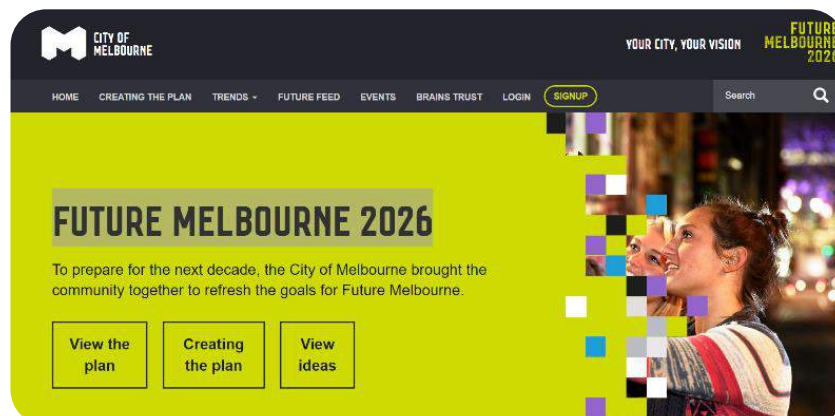 CITY OF
MELBOURNE
YOUR CITY, YOUR VISION
FUTURE
MELBOURNE
2026
HOME CREATING THE PLAN TRENDS FUTURE FEED EVENTS BRAINS TRUST LOGIN SIGNUP Search
FUTURE MELBOURNE 2026
To prepare for the next decade, the City of Melbourne brought the
community together to refresh the goals for Future Melbourne.
View the
plan
Creating
the plan
View
ideas